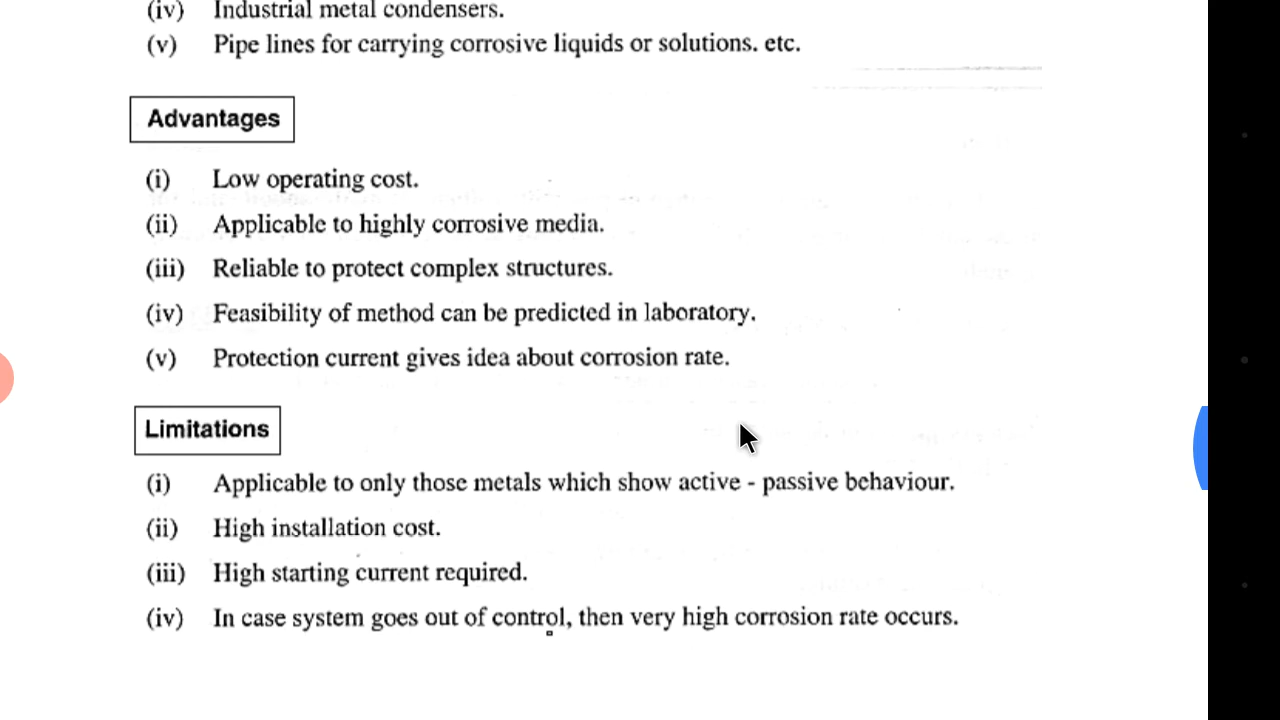 (iv) Industrial metal condensers.
(v) Pipe lines for carrying corrosive liquids or solutions. etc.
Advantages
(i) Low operating cost.
(ii) Applicable to highly corrosive media.
(iii) Reliable to protect complex structures.
(iv) Feasibility of method can be predicted in laboratory.
(v) Protection current gives idea about corrosion rate.
Limitations
(i) Applicable to only those metals which show active - passive behaviour.
(ii) High installation cost.
(iii) High starting current required.
(iv) In case system goes out of control, then very high corrosion rate occurs.